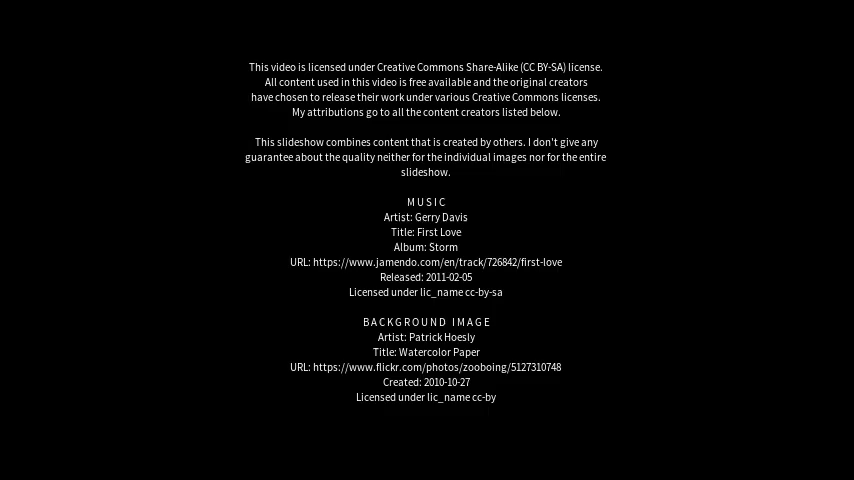 This video is licensed under Creative Commons Share-Alike (CC BY-SA) license.
All content used in this video is free available and the original creators
have chosen to release their work under various Creative Commons licenses.
My attributions go to all the content creators listed below.
This slideshow combines content that is created by others. I don't give any
guarantee about the quality neither for the individual images nor for the entire
slideshow.
MUSIC
Artist: Gerry Davis
Title: First Love
Album: Storm
URL: https://www.jamendo.com/en/track/726842/first-love
Released: 2011-02-05
Licensed under lic_name cc-by-sa
BACKGROUND IMAGE
Artist: Patrick Hoesly
Title: Watercolor Paper
URL: https://www.flickr.com/photos/zooboing/5127310748
Created: 2010-10-27
Licensed under lic_name cc-by